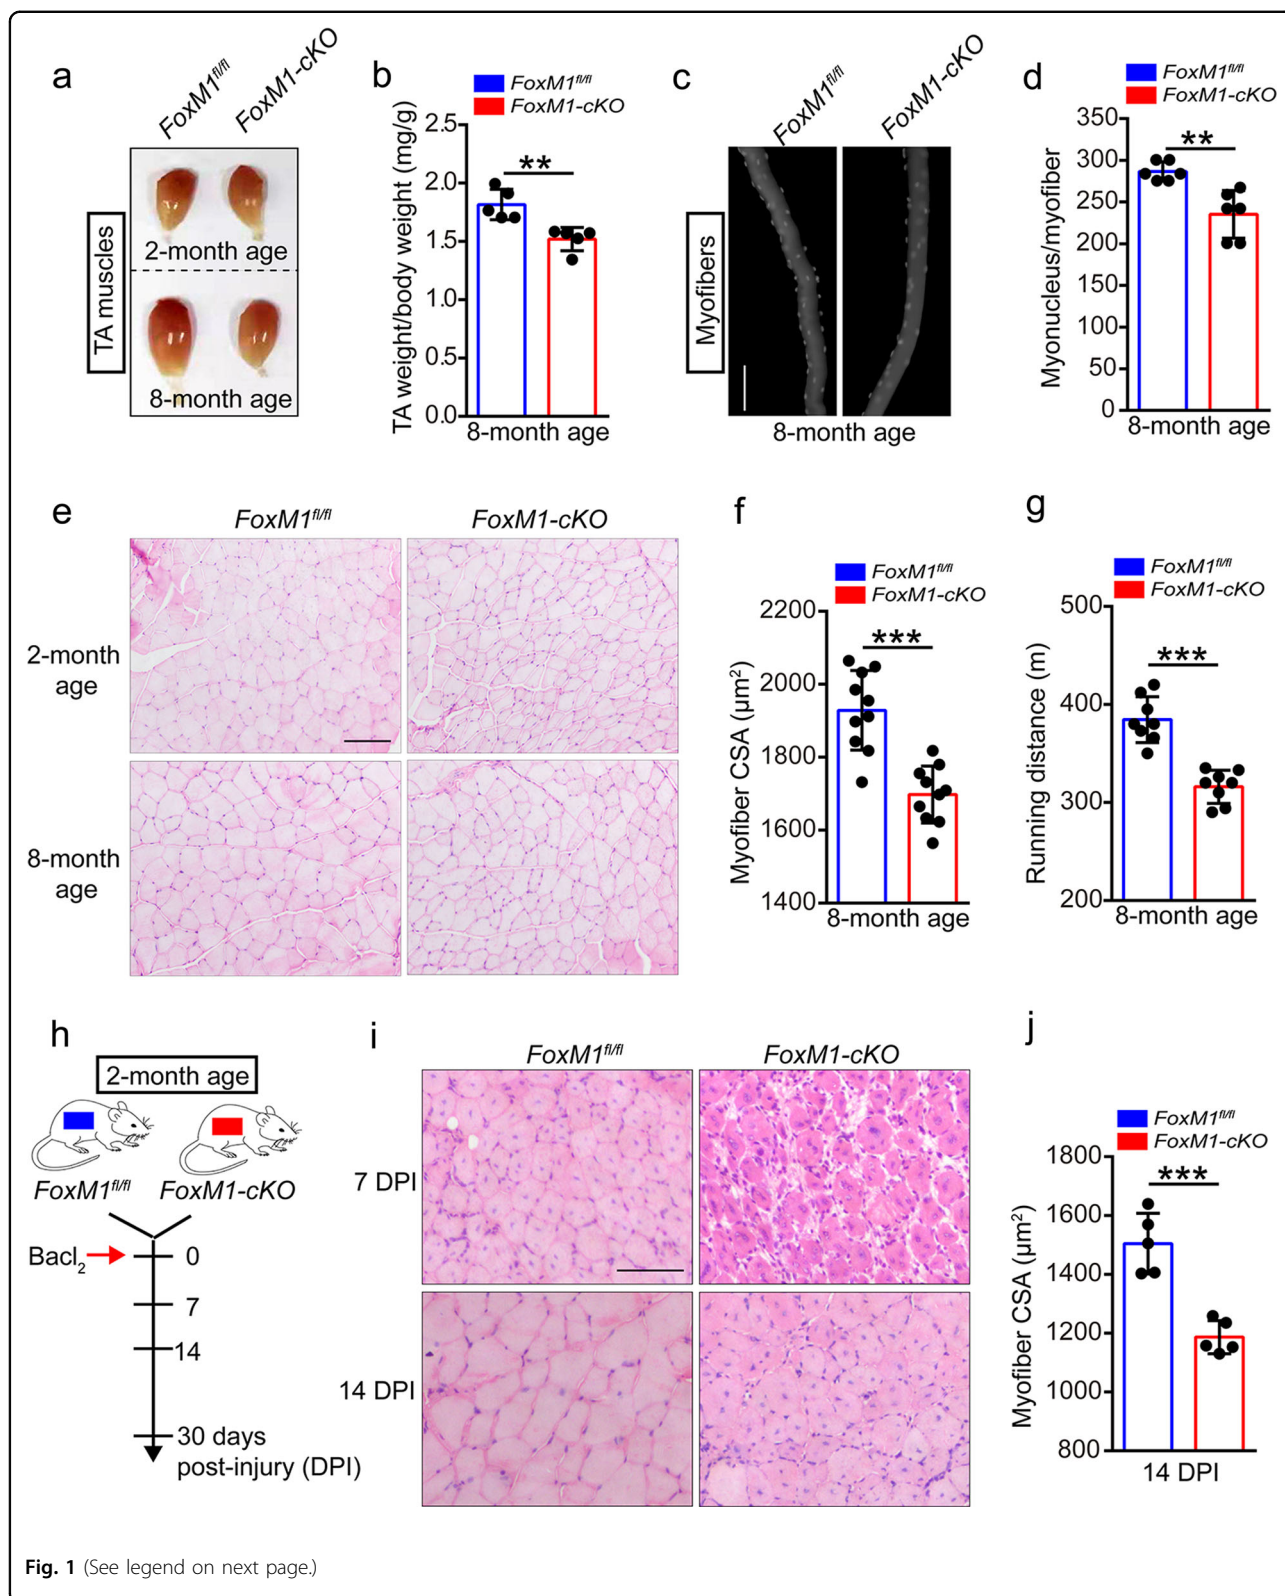 a
FoxM1fl/fl
FoxM1-cKO
TA muscles
2-month age
8-month age
b
FoxM1fl/fl
FoxM1-cKO
TA weight/body weight (mg/g)
2.5
2.0
1.5
1.0
0.5
0.0
**
8-month age
c
FoxM1fl/fl
FoxM1-cKO
Myofibers
8-month age
d
FoxM1fl/fl
FoxM1-cKO
Myonucleus/myofiber
350
300
250
200
150
100
50
0
**
8-month age
e
FoxM1fl/fl
FoxM1-cKO
2-month
age
8-month
age
f
FoxM1fl/fl
FoxM1-cKO
Myofiber CSA (µm²)
2200
2000
1800
1600
1400
***
8-month age
g
FoxM1fl/fl
FoxM1-cKO
Running distance (m)
500
400
300
200
***
8-month age
h
2-month age
FoxM1fl/fl
FoxM1-cKO
Bacl₂
0
7
14
30 days
post-injury (DPI)
i
FoxM1fl/fl
FoxM1-cKO
7 DPI
14 DPI
j
FoxM1fl/fl
FoxM1-cKO
Myofiber CSA (µm²)
1800
1600
1400
1200
1000
800
***
14 DPI
Fig. 1 (See legend on next page.)